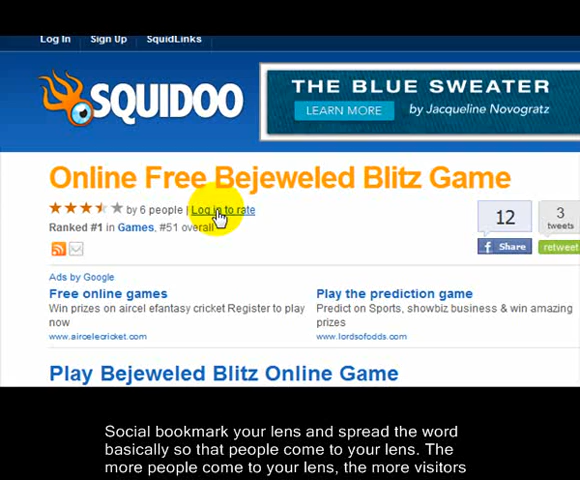 Log In Sign Up SquidLinks
SQUIDOO
THE BLUE SWEATER
LEARN MORE by Jacqueline Novogratz
Online Free Bejeweled Blitz Game
by 6 people | Log in to rate
Ranked #1 in Games, #51 overall
12
3
tweets
f Share
retweet
Ads by Google
Free online games
Win prizes on aircel efantasy cricket Register to play
now
www.aircelecricket.com
Play the prediction game
Predict on Sports, showbiz business & win amazing
prizes
www.lordsofodds.com
Play Bejeweled Blitz Online Game
Social bookmark your lens and spread the word
basically so that people come to your lens. The
more people come to your lens, the more visitors